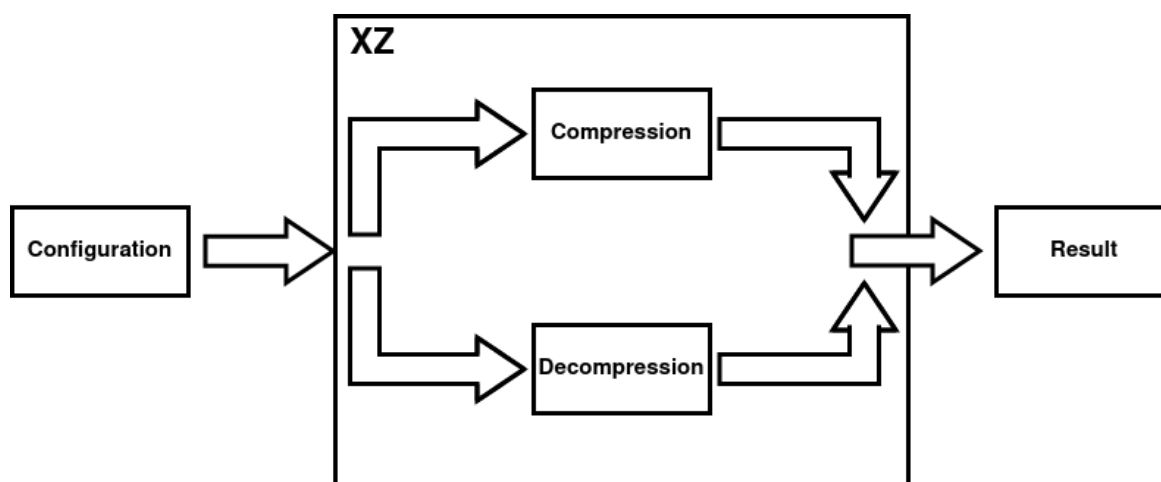 XZ
Compression
Configuration
Result
Decompression